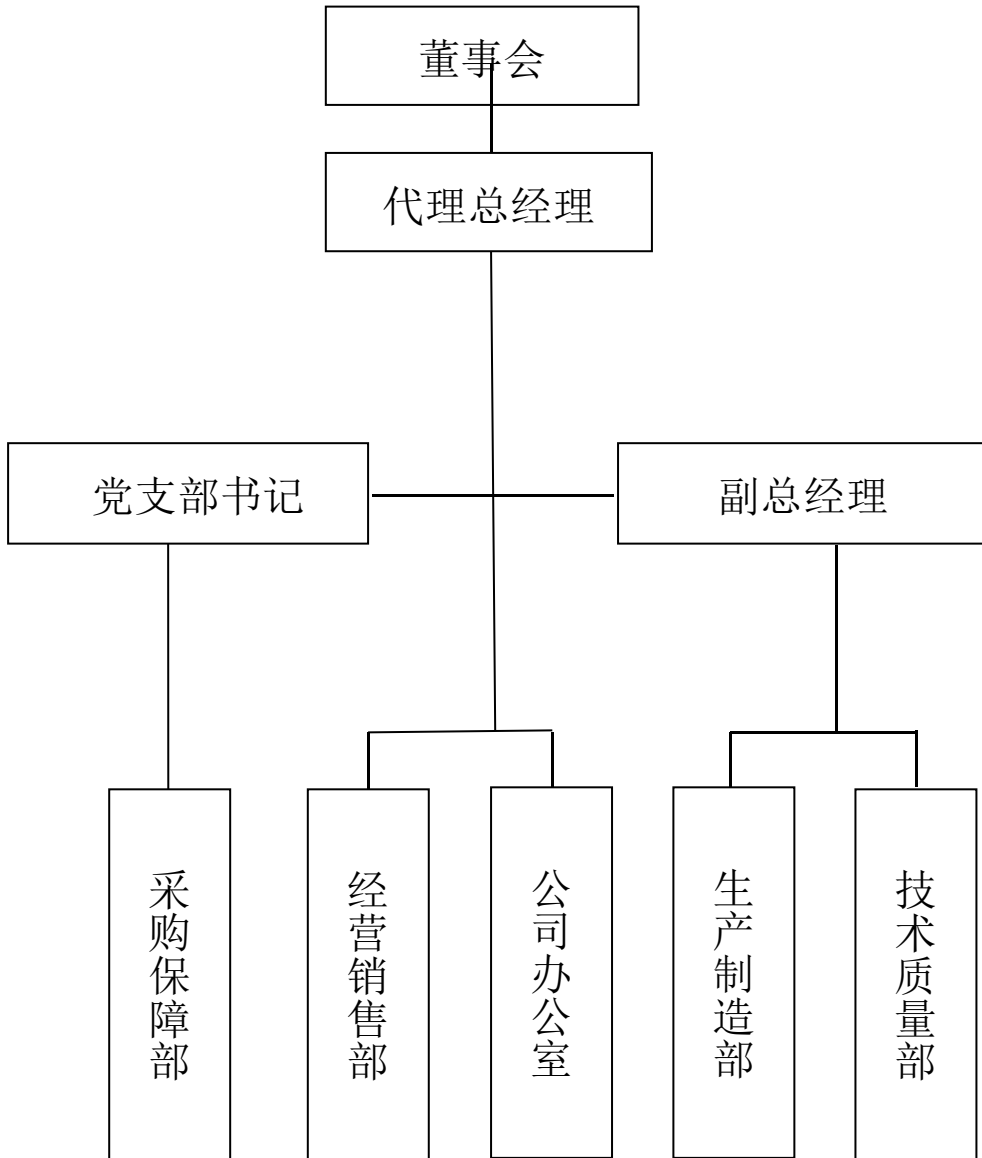 董事会
代理总经理
党支部书记
副总经理
采购保障部
经营销售部
公司办公室
生产制造部
技术质量部